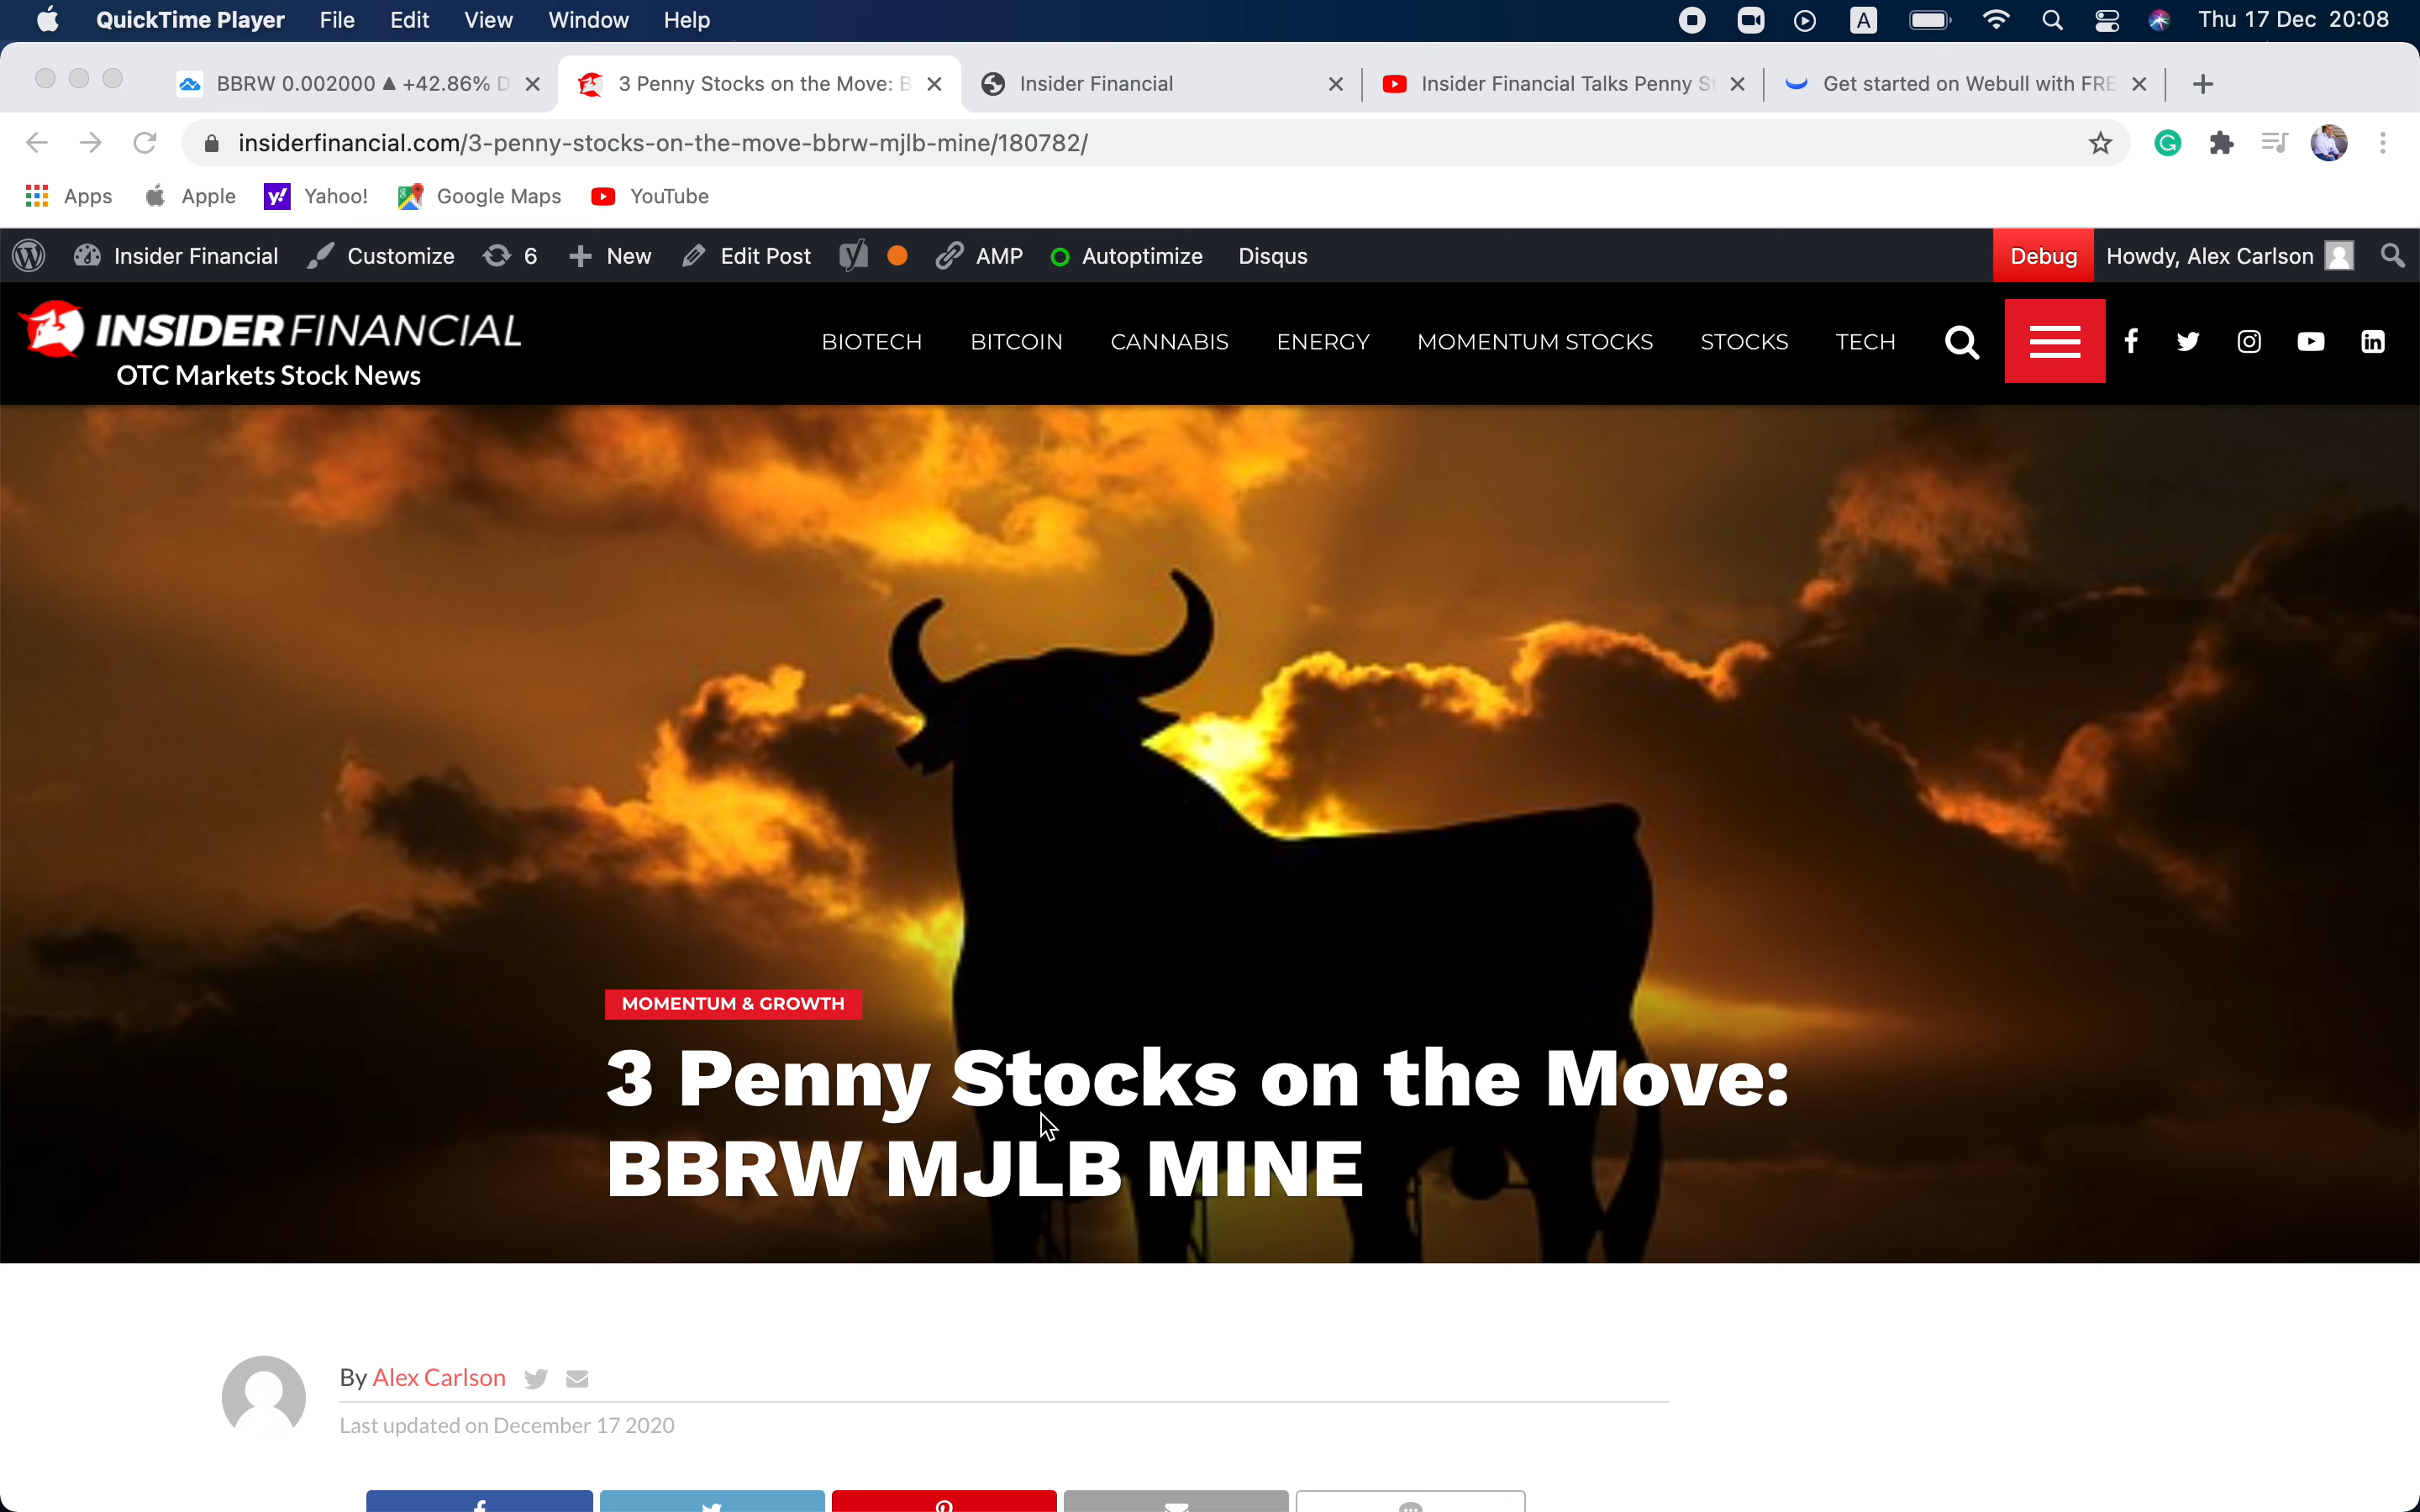 QuickTime Player File Edit View Window Help A Thu 17 Dec 20:08
BBRW 0.002000 ▲ +42.86% D 3 Penny Stocks on the Move: B Insider Financial Insider Financial Talks Penny St Get started on Webull with FRE
insiderfinancial.com/3-penny-stocks-on-the-move-bbrw-mjlb-mine/180782/
Apps Apple Yahoo! Google Maps YouTube
Insider Financial Customize 6 New Edit Post AMP Autoptimize Disqus Debug Howdy, Alex Carlson
INSIDER FINANCIAL
OTC Markets Stock News
BIOTECH BITCOIN CANNABIS ENERGY MOMENTUM STOCKS STOCKS TECH
MOMENTUM & GROWTH
3 Penny Stocks on the Move:
BBRW MJLB MINE
By Alex Carlson
Last updated on December 17 2020